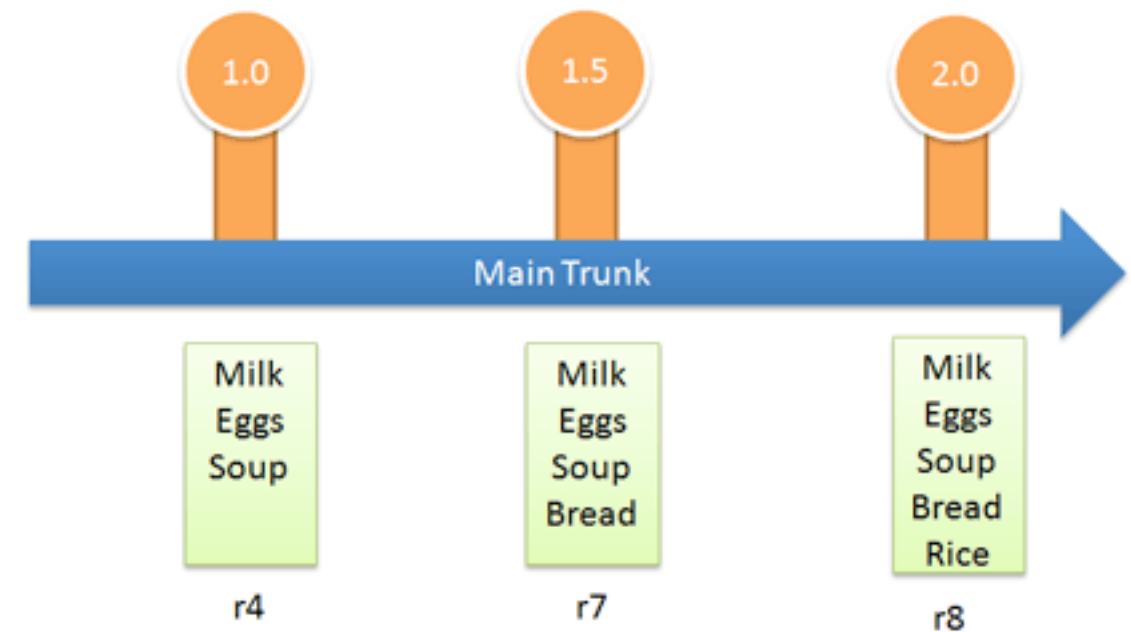 1.0
1.5
2.0
Main Trunk
Milk
Eggs
Soup
r4
Milk
Eggs
Soup
Bread
r7
Milk
Eggs
Soup
Bread
Rice
r8